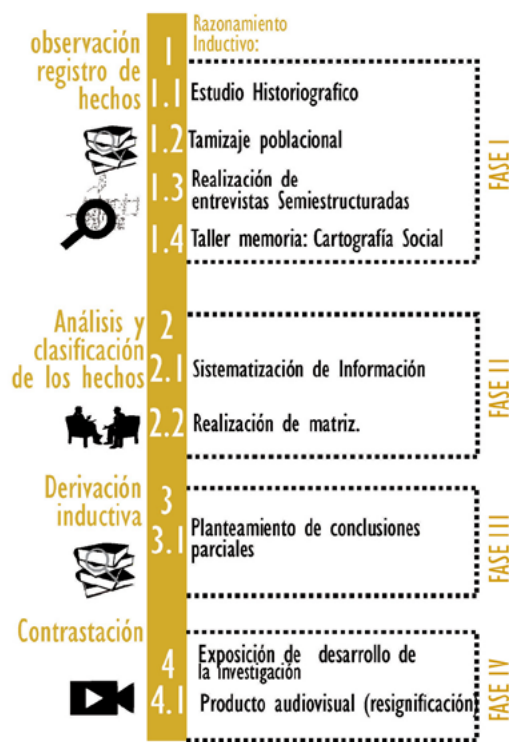 Razonamiento
Inductivo:
observación
registro de
hechos
1
1.1 Estudio Historiografico
1.2 Tamizaje poblacional
1.3 Realización de
entrevistas Semiestructuradas
1.4 Taller memoria: Cartografía Social
FASE I
Análisis y
clasificación
de los hechos
2
2.1 Sistematización de Información
2.2 Realización de matriz.
FASE II
Derivación
inductiva
3
3.1 Planteamiento de conclusiones
parciales
FASE III
Contrastación
4 Exposición de desarrollo de
la investigación
4.1 Producto audiovisual (resignificación)
FASE IV